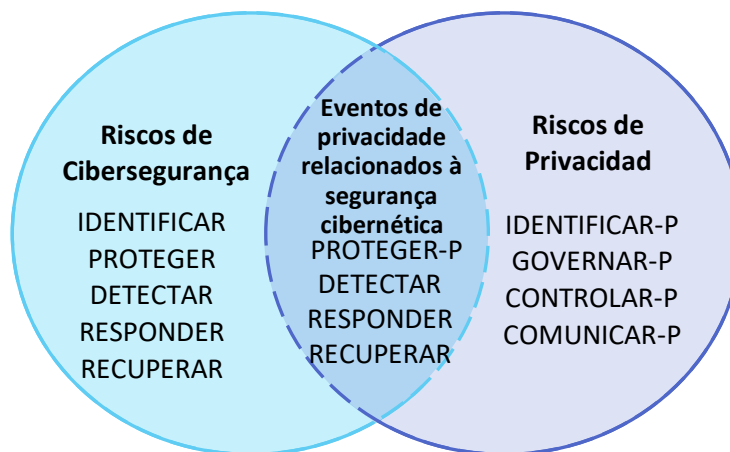 Riscos de
Cibersegurança
IDENTIFICAR
PROTEGER
DETECTAR
RESPONDER
RECUPERAR
Eventos de
privacidade
relacionados à
segurança
cibernética
PROTEGER-P
DETECTAR
RESPONDER
RECUPERAR
Riscos de
Privacidad
IDENTIFICAR-P
GOVERNAR-P
CONTROLAR-P
COMUNICAR-P